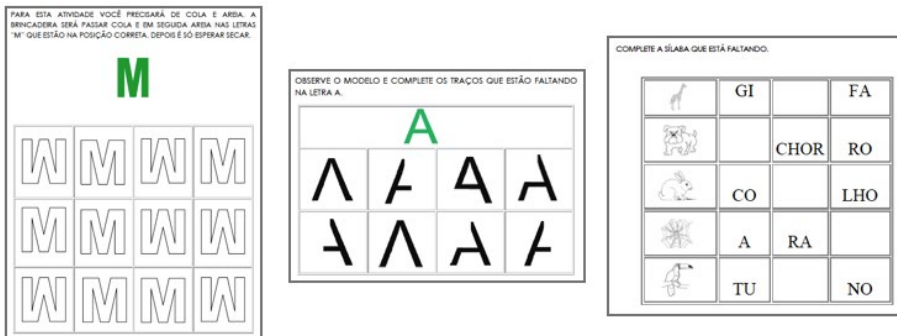 PARA ESTA ATIVIDADE VOCÊ PRECISARÁ DE COLA E AREIA. A
BRINCADEIRA SERÁ PASSAR COLA E EM SEGUIDA AREIA NAS LETRAS
"M" QUE ESTÃO NA POSIÇÃO CORRETA. DEPOIS É SÓ ESPERAR SECAR.
M
W M W M
M M W W
W M M W
OBSERVE O MODELO E COMPLETE OS TRAÇOS QUE ESTÃO FALTANDO
NA LETRA A.
A
COMPLETE A SÍLABA QUE ESTÁ FALTANDO.
GI FA
CHOR RO
CO LHO
A RA
TU NO